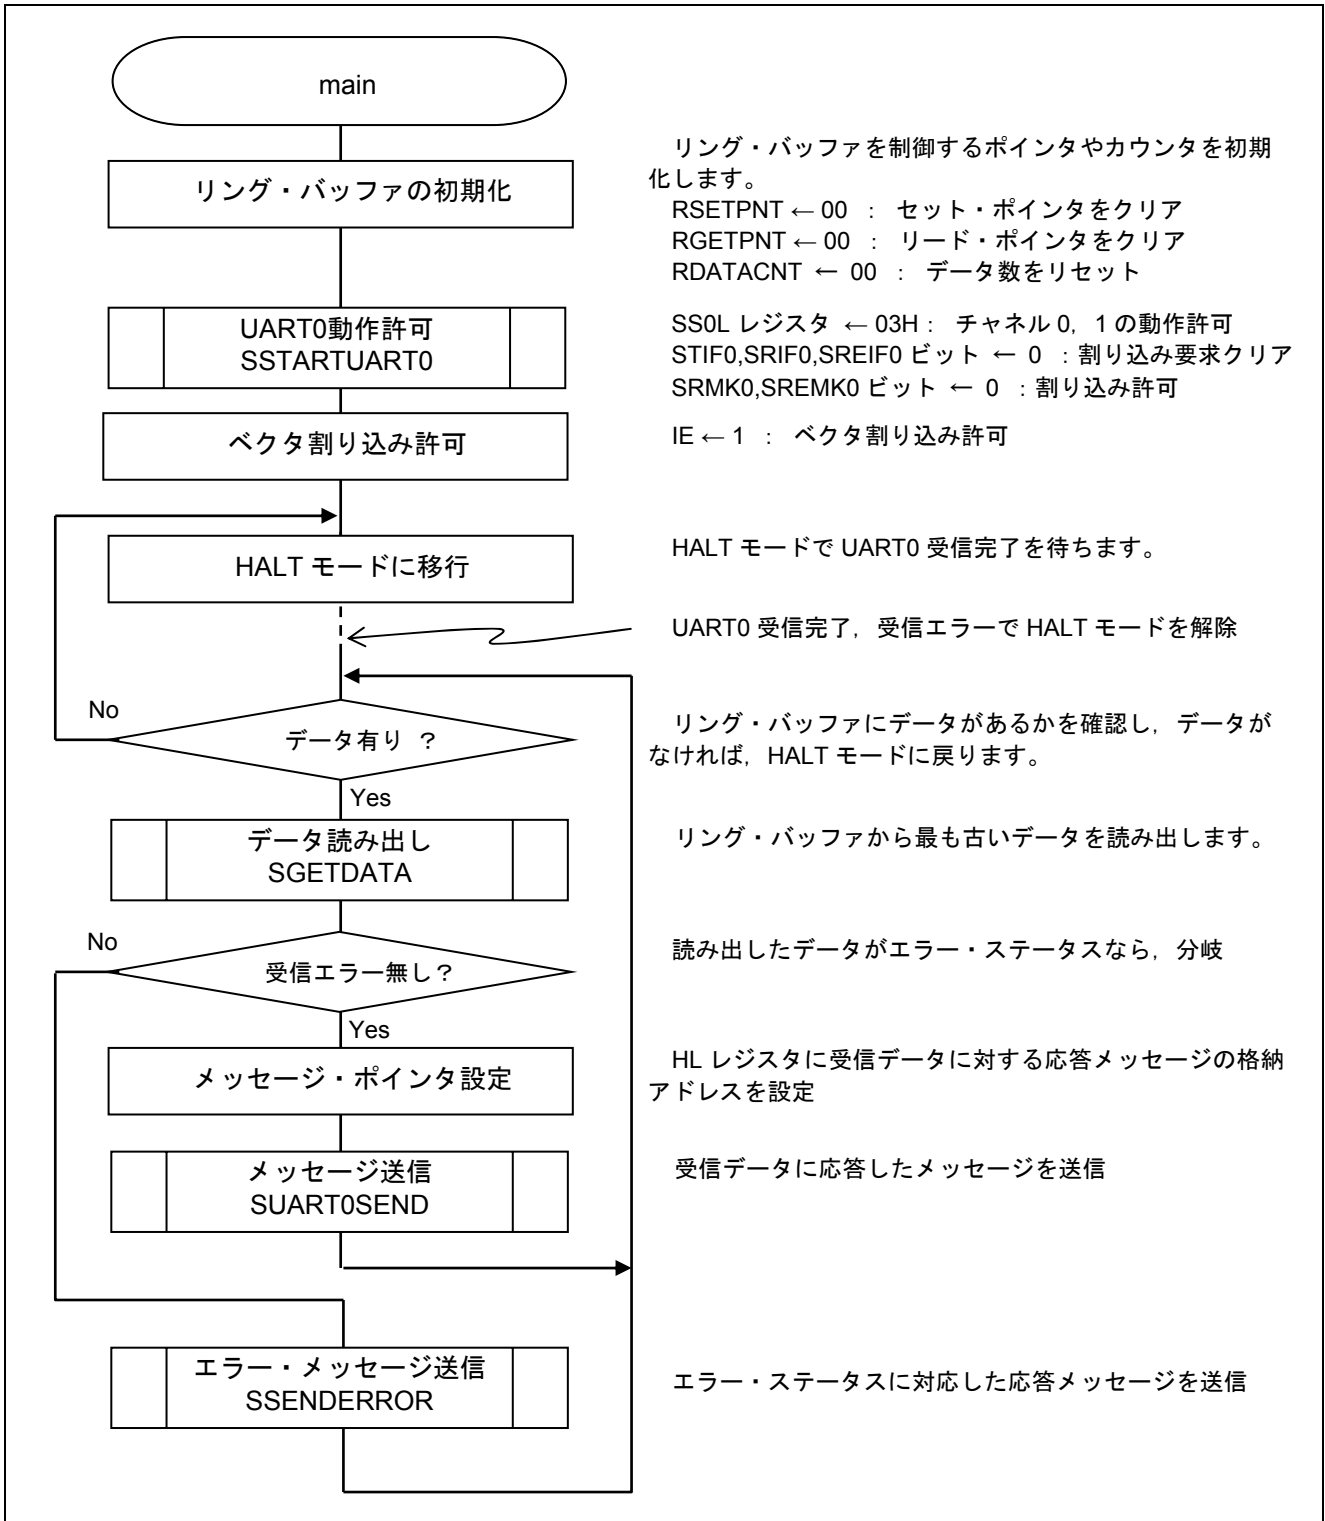 main
リング・バッファの初期化
リング・バッファを制御するポインタやカウンタを初期
化します。
RSETPNT ← 00 ： セット・ポインタをクリア
RGETPNT ← 00 ： リード・ポインタをクリア
RDATACNT ← 00 ： データ数をリセット
UART0動作許可
SSTARTUART0
SS0L レジスタ ← 03H： チャネル 0，1 の動作許可
STIF0,SRIF0,SREIF0 ビット ← 0 ：割り込み要求クリア
SRMK0,SREMK0 ビット ← 0 ：割り込み許可
ベクタ割り込み許可
IE ← 1 ： ベクタ割り込み許可
HALT モードに移行
HALT モードで UART0 受信完了を待ちます。
UART0 受信完了，受信エラーで HALT モードを解除
No
データ有り ？
リング・バッファにデータがあるかを確認し，データが
なければ，HALT モードに戻ります。
Yes
データ読み出し
SGETDATA
リング・バッファから最も古いデータを読み出します。
No
受信エラー無し？
読み出したデータがエラー・ステータスなら，分岐
Yes
メッセージ・ポインタ設定
HL レジスタに受信データに対する応答メッセージの格納
アドレスを設定
メッセージ送信
SUART0SEND
受信データに応答したメッセージを送信
エラー・メッセージ送信
SSENDERROR
エラー・ステータスに対応した応答メッセージを送信